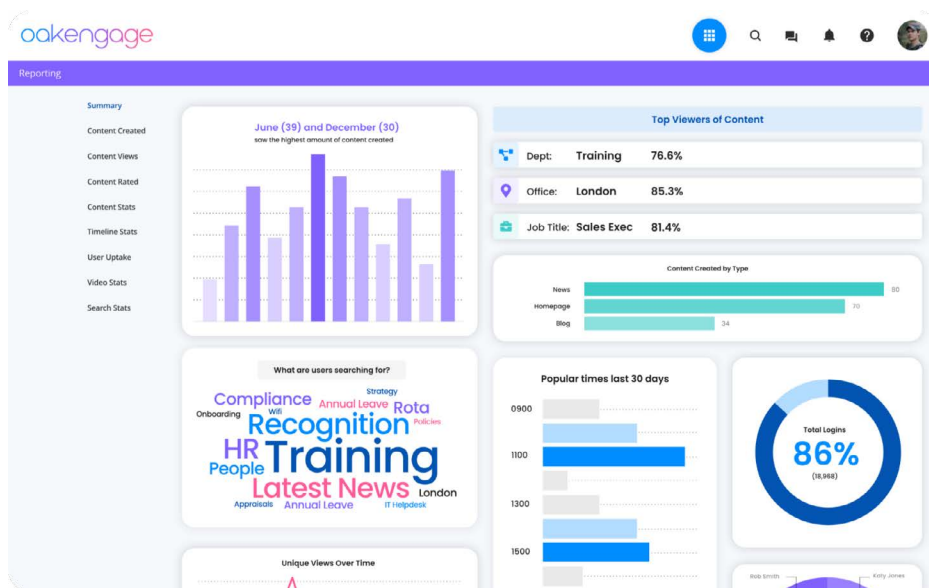 oakengage
Reporting
Summary
Content Created
Content Views
Content Rated
Content Stats
Timeline Stats
User Uptake
Video Stats
Search Stats
June (39) and December (30)
sow the highest amount of content created
Top Viewers of Content
Dept: Training 76.6%
Office: London 85.3%
Job Title: Sales Exec 81.4%
Content Created by Type
News 80
Homepage 70
Blog 34
What are users searching for?
Strategy
Compliance Annual Leave Rota
Onboarding Wifi Policies
Recognition
HR Training
People
Latest News London
Appraisals Annual Leave IT Helpdesk
Popular times last 30 days
0900
1100
1300
1500
Total Logins
86%
(18,968)
Unique Views Over Time
Rob Smith Kelly Jones